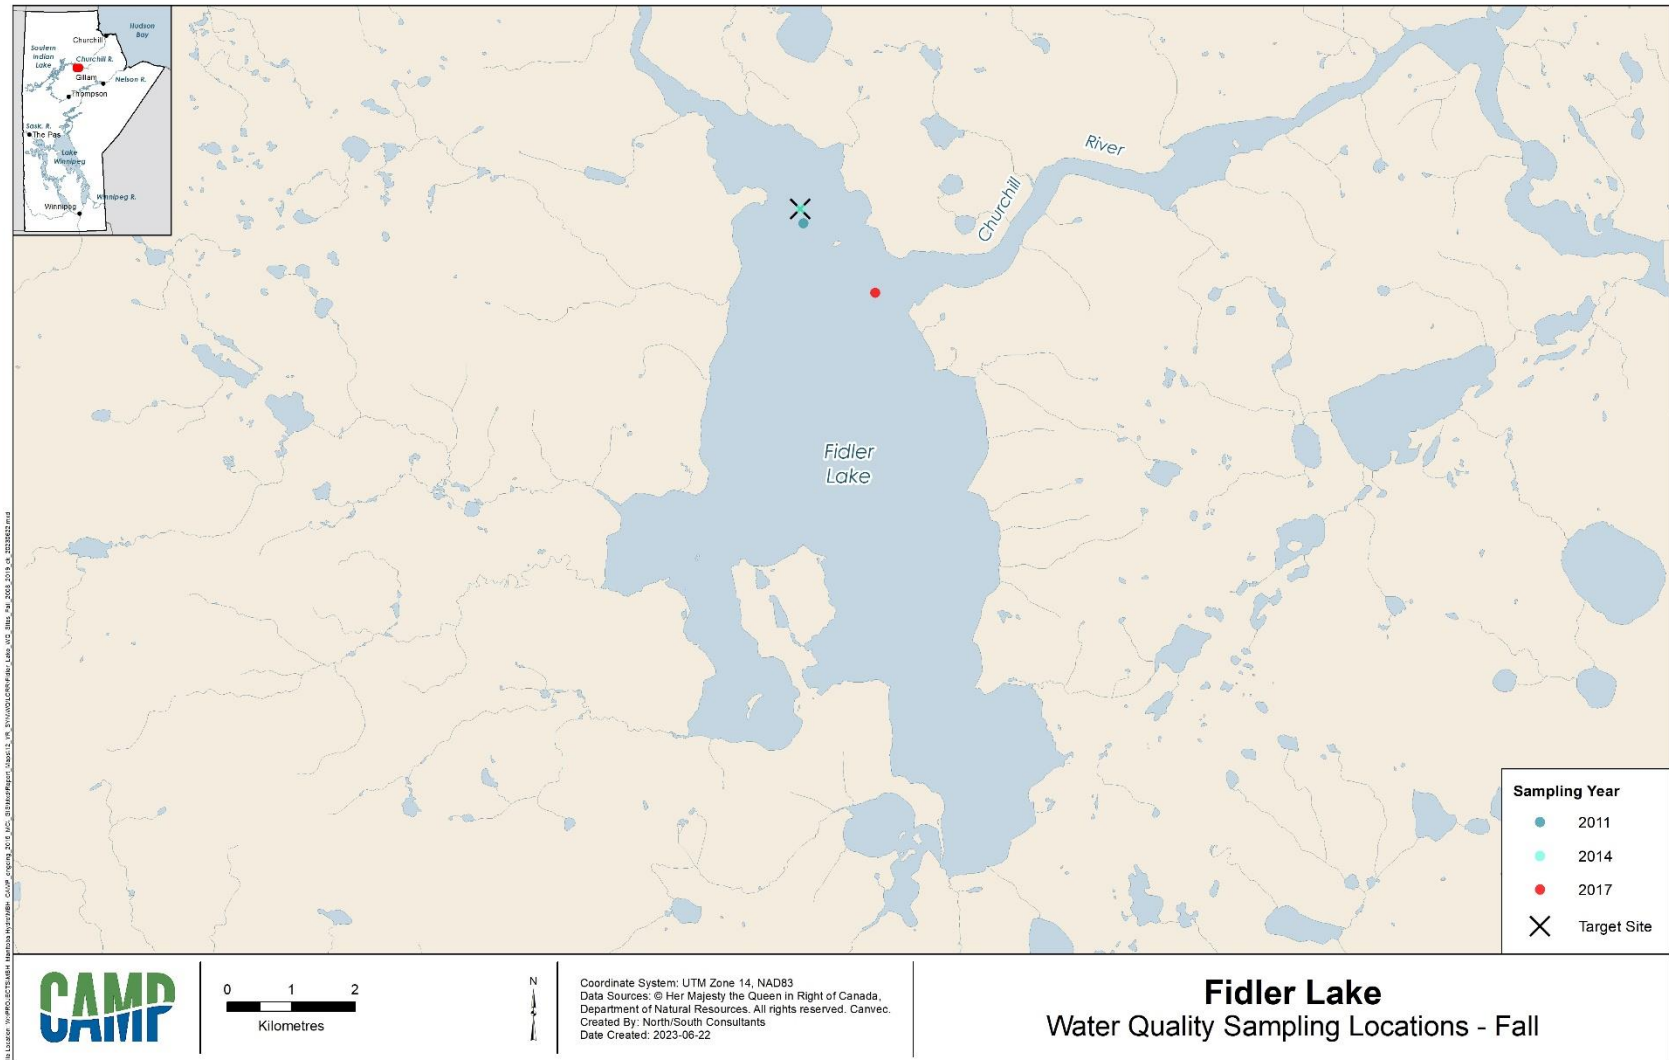 Hudson
Bay
Churchill
Indian
Lake
Churchill R.
Gillam
Nelson R.
Thompson
Sask. R.
The Pas
Lake
Winnipeg
Winnipeg R.
Winnipeg
River
Churchill
Fidler
Lake
Sampling Year
2011
2014
2017
Target Site
CAMP
0 1 2
Kilometres
N
Coordinate System: UTM Zone 14, NAD83
Data Sources: © Her Majesty the Queen in Right of Canada,
Department of Natural Resources. All rights reserved. Canvec.
Created By: North/South Consultants
Date Created: 2023-06-22
Fidler Lake
Water Quality Sampling Locations - Fall